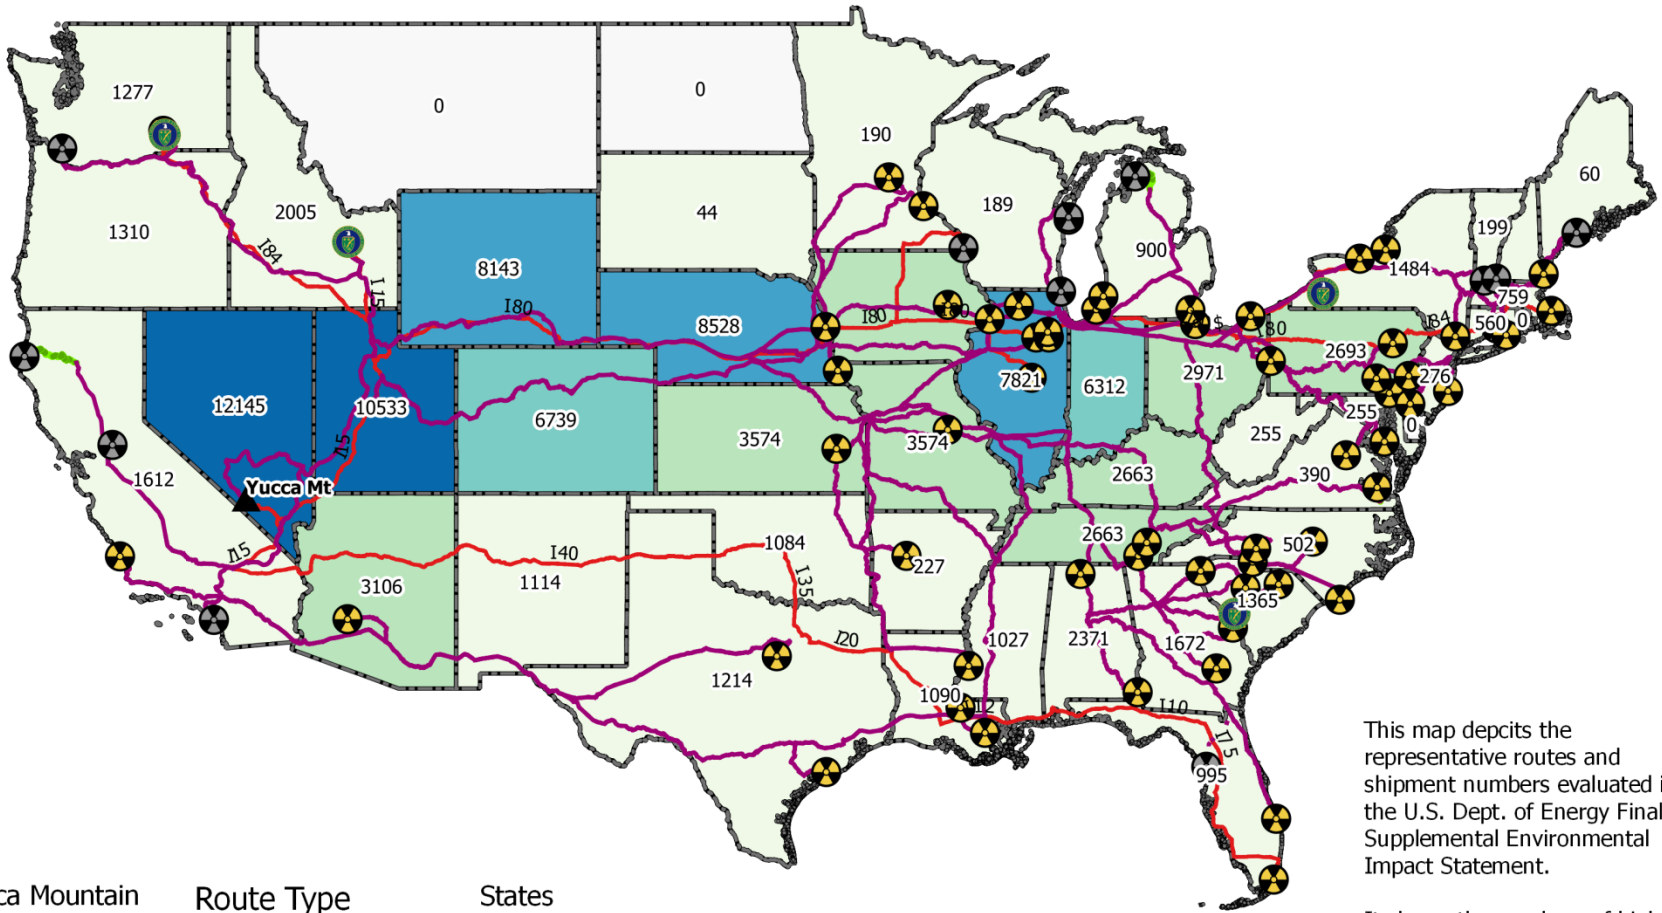 1277
0
0
190
60
1310
2005
I84
I15
44
189
900
199
1484
759
8143
I80
8528
I80
I80
560
0
I84
2693
276
12145
10533
I15
6739
3574
3574
7821
6312
2971
255
255
0
1612
Yucca Mt
2663
390
I15
I40
1084
I35
227
2663
502
3106
1114
1365
I20
1027
2371
1672
1214
1090
I12
I10
I75
995
This map depcits the
representative routes and
shipment numbers evaluated i
the U.S. Dept. of Energy Final
Supplemental Environmental
Impact Statement.
ca Mountain
Route Type
States